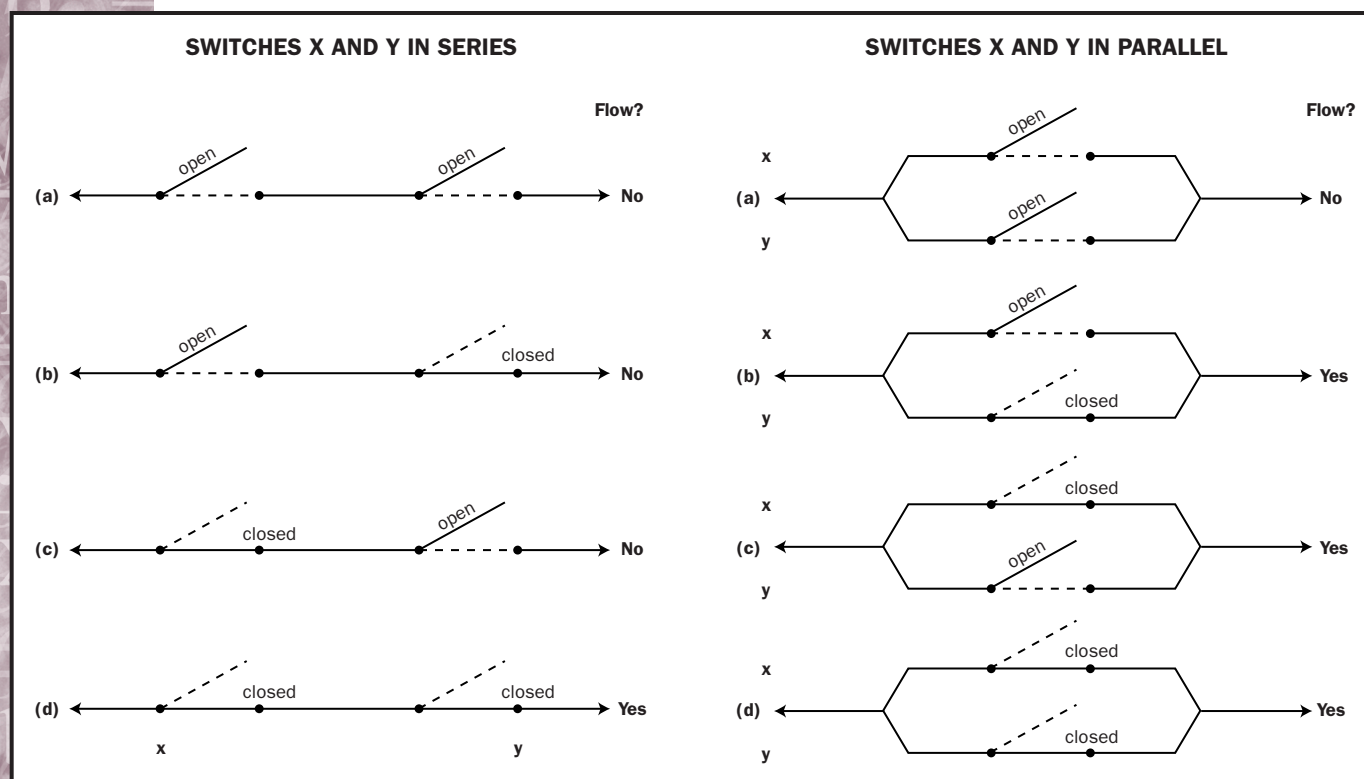 SWITCHES X AND Y IN SERIES
Flow?
(a) open open No
(b) open closed No
(c) closed open No
(d) closed closed Yes
x y
SWITCHES X AND Y IN PARALLEL
Flow?
x open
(a) No
y open
x open
(b) Yes
y closed
x closed
(c) Yes
y open
x closed
(d) Yes
y closed